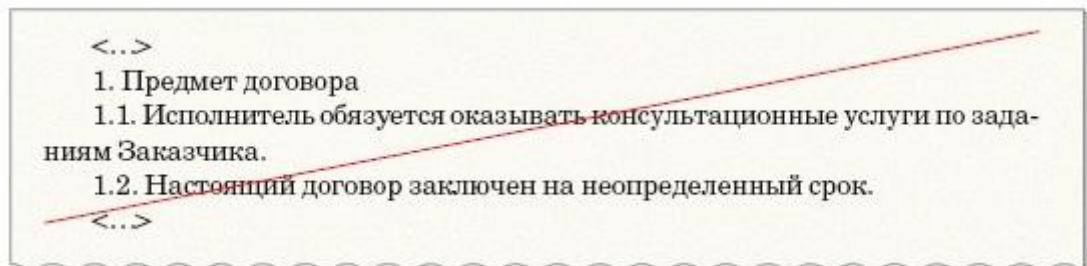 <...>
1. Предмет договора
1.1. Исполнитель обязуется оказывать консультационные услуги по зада-
ниям Заказчика.
1.2. Настоящий договор заключен на неопределенный срок.
<...>